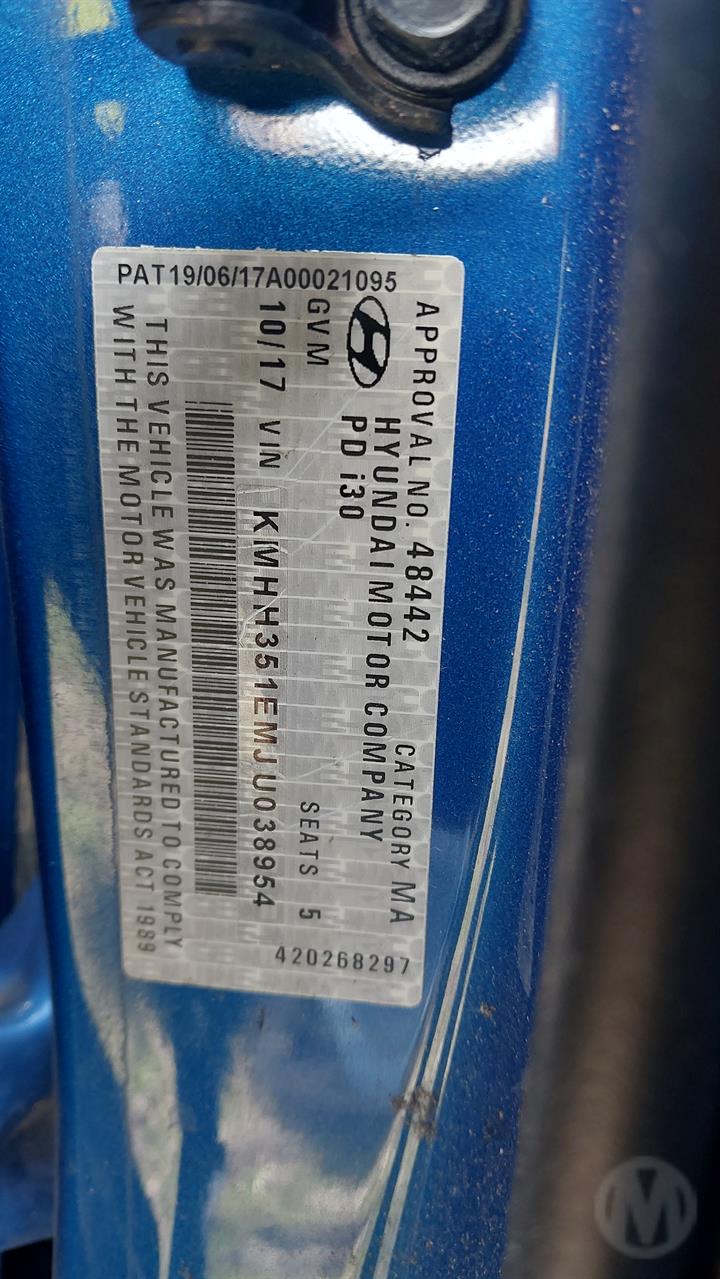 APPROVAL NO. 48442 CATEGORY MA
HYUNDAI MOTOR COMPANY
PD i30
GVM SEATS 5
10/17 VIN KMHH351EMJU038954
THIS VEHICLE WAS MANUFACTURED TO COMPLY
WITH THE MOTOR VEHICLE STANDARDS ACT 1989
PAT19/06/17A00021095
420268297
M